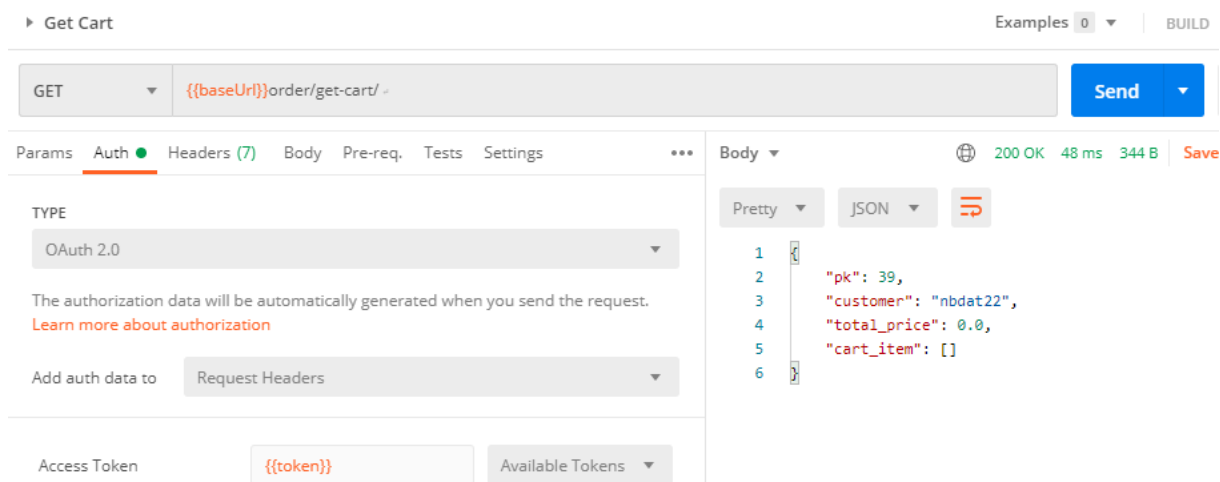 Get Cart
Examples 0
BUILD
GET
{{baseUrl}}order/get-cart/
Send
Params Auth Headers (7) Body Pre-req. Tests Settings
Body
200 OK 48 ms 344 B Save
TYPE
OAuth 2.0
The authorization data will be automatically generated when you send the request.
Learn more about authorization
Add auth data to Request Headers
Access Token {{token}} Available Tokens
Pretty JSON
1 {
2 "pk": 39,
3 "customer": "nbdat22",
4 "total_price": 0.0,
5 "cart_item": []
6 }